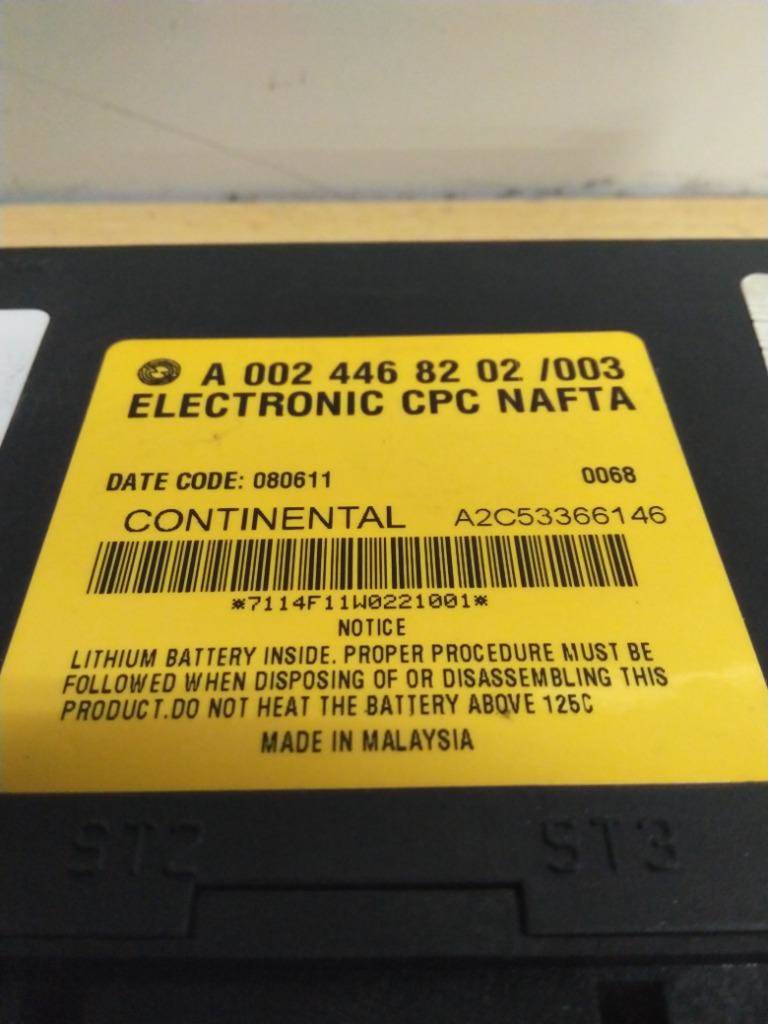 A 002 446 82 02 /003
ELECTRONIC CPC NAFTA
DATE CODE: 080611 0068
CONTINENTAL A2C53366146
*7114F11W0221001*
NOTICE
LITHIUM BATTERY INSIDE. PROPER PROCEDURE MUST BE
FOLLOWED WHEN DISPOSING OF OR DISASSEMBLING THIS
PRODUCT.DO NOT HEAT THE BATTERY ABOVE 125C
MADE IN MALAYSIA
ST2 ST3